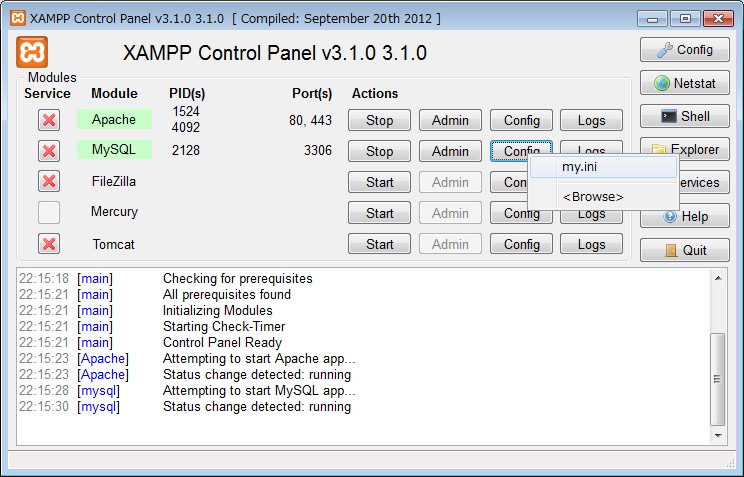 XAMPP Control Panel v3.1.0 3.1.0 [ Compiled: September 20th 2012 ]
XAMPP Control Panel v3.1.0 3.1.0
Config
Modules
Service Module PID(s) Port(s) Actions
Netstat
Apache 1524 4092 80, 443 Stop Admin Config Logs
Shell
MySQL 2128 3306 Stop Admin Config Logs
Explorer
my.ini
FileZilla Start Admin
ervices
<Browse>
Mercury Start Admin Config Logs
Help
Tomcat Start Admin Config Logs
Quit
22:15:18 [main] Checking for prerequisites
22:15:21 [main] All prerequisites found
22:15:21 [main] Initializing Modules
22:15:21 [main] Starting Check-Timer
22:15:21 [main] Control Panel Ready
22:15:23 [Apache] Attempting to start Apache app...
22:15:23 [Apache] Status change detected: running
22:15:28 [mysql] Attempting to start MySQL app...
22:15:30 [mysql] Status change detected: running